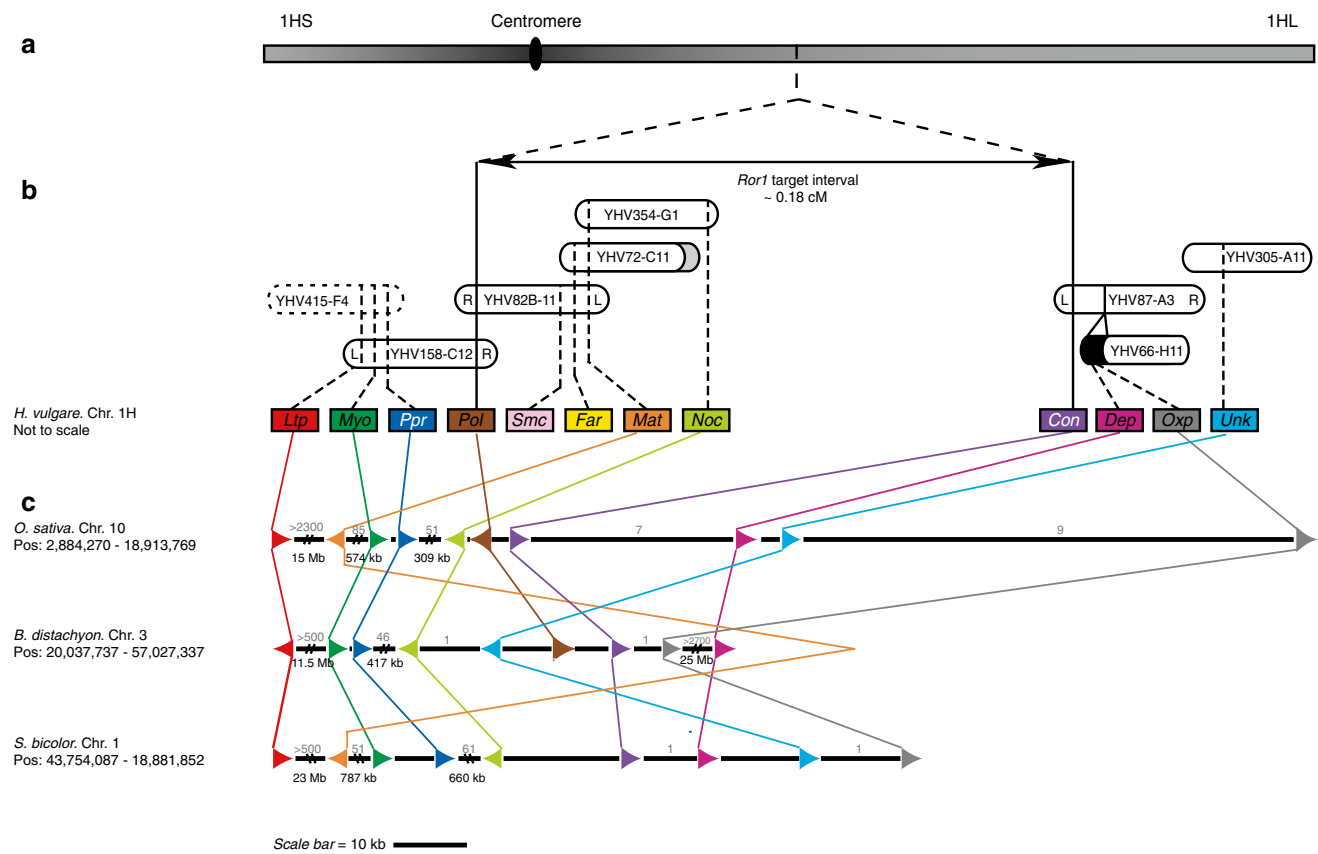 1HS
Centromere
1HL
a
b
Ror1 target interval
~ 0.18 cM
YHV354-G1
YHV72-C11
YHV305-A11
YHV415-F4
R YHV82B-11 L
L YHV87-A3 R
L YHV158-C12 R
YHV66-H11
H. vulgare. Chr. 1H
Not to scale
Ltp Myo Ppr Pol Smc Far Mat Noc Con Dep Oxp Unk
c
O. sativa. Chr. 10
Pos: 2,884,270 - 18,913,769
>2300 85 51 7 9
15 Mb 574 kb 309 kb
B. distachyon. Chr. 3
Pos: 20,037,737 - 57,027,337
>500 46 1 1 >2700
11.5 Mb 417 kb 25 Mb
S. bicolor. Chr. 1
Pos: 43,754,087 - 18,881,852
>500 51 61 1 1
23 Mb 787 kb 660 kb
Scale bar = 10 kb